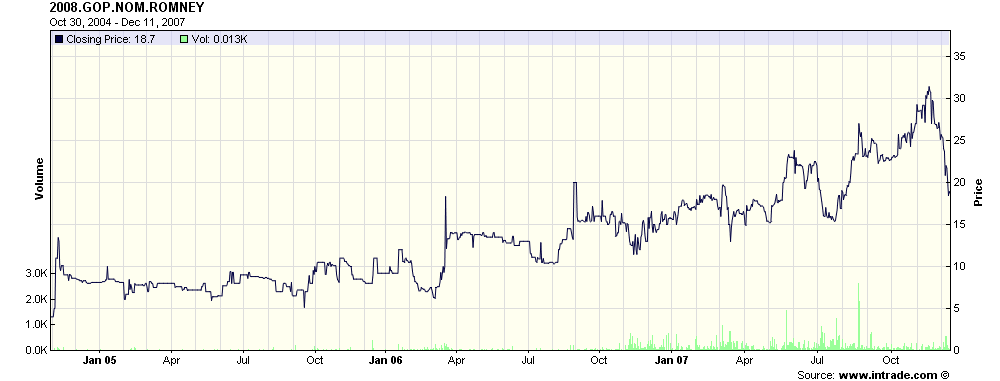 2008.GOP.NOM.ROMNEY
Oct 30, 2004 - Dec 11, 2007
Closing Price: 18.7 Vol: 0.013K
35
30
25
20
15
10
5
0
Price
Volume
3.0K
2.0K
1.0K
0.0K
Jan 05 Apr Jul Oct Jan 06 Apr Jul Oct Jan 07 Apr Jul Oct
Source: www.intrade.com ©